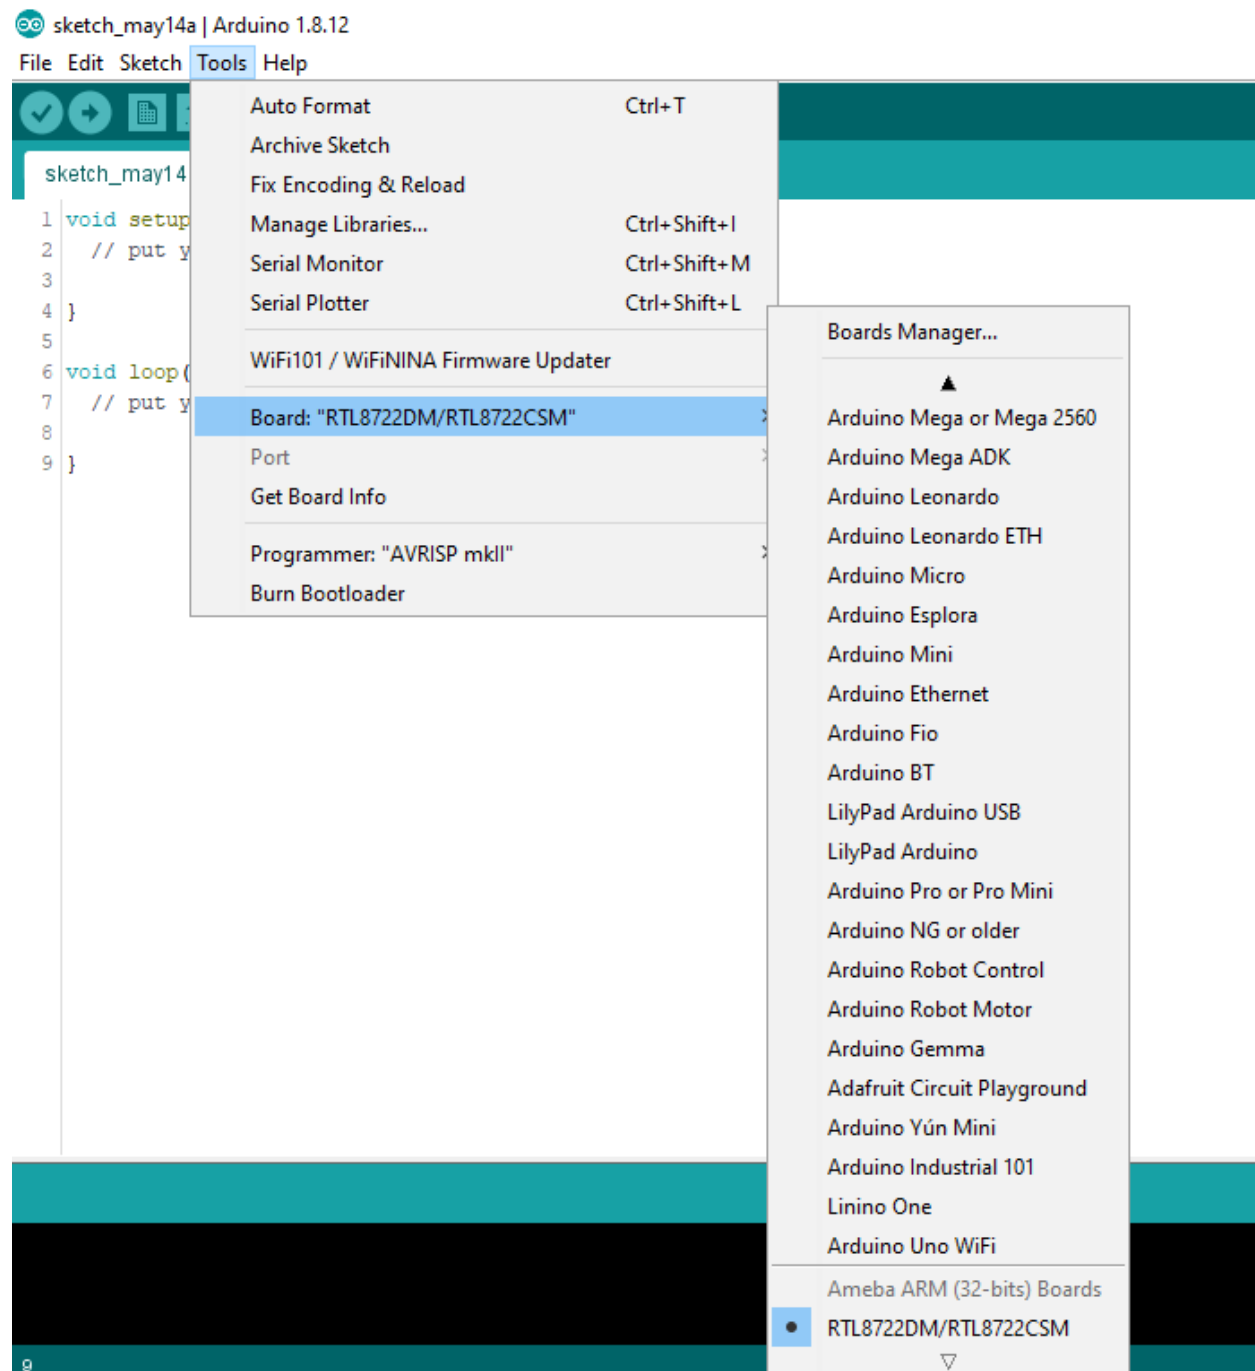 sketch_may14a | Arduino 1.8.12
File Edit Sketch Tools Help
sketch_may14
1 void setup
2 // put y
3
4 }
5
6 void loop(
7 // put y
8
9 }
Auto Format Ctrl+T
Archive Sketch
Fix Encoding & Reload
Manage Libraries... Ctrl+Shift+I
Serial Monitor Ctrl+Shift+M
Serial Plotter Ctrl+Shift+L
WiFi101 / WiFiNINA Firmware Updater
Board: "RTL8722DM/RTL8722CSM"
Port
Get Board Info
Programmer: "AVRISP mkII"
Burn Bootloader
Boards Manager...
Arduino Mega or Mega 2560
Arduino Mega ADK
Arduino Leonardo
Arduino Leonardo ETH
Arduino Micro
Arduino Esplora
Arduino Mini
Arduino Ethernet
Arduino Fio
Arduino BT
LilyPad Arduino USB
LilyPad Arduino
Arduino Pro or Pro Mini
Arduino NG or older
Arduino Robot Control
Arduino Robot Motor
Arduino Gemma
Adafruit Circuit Playground
Arduino Yún Mini
Arduino Industrial 101
Linino One
Arduino Uno WiFi
Ameba ARM (32-bits) Boards
RTL8722DM/RTL8722CSM
9